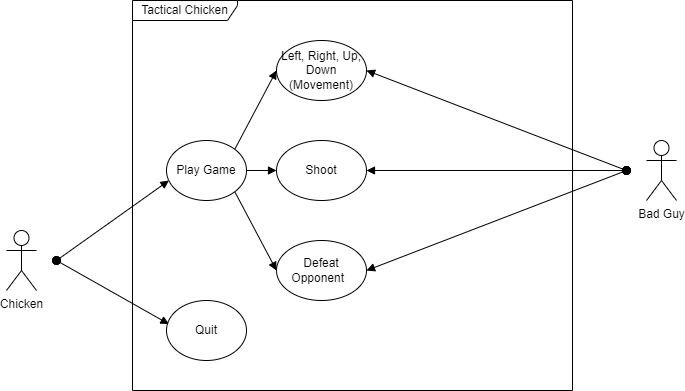 Tactical Chicken
Left, Right, Up,
Down
(Movement)
Play Game
Shoot
Bad Guy
Defeat
Opponent
Chicken
Quit